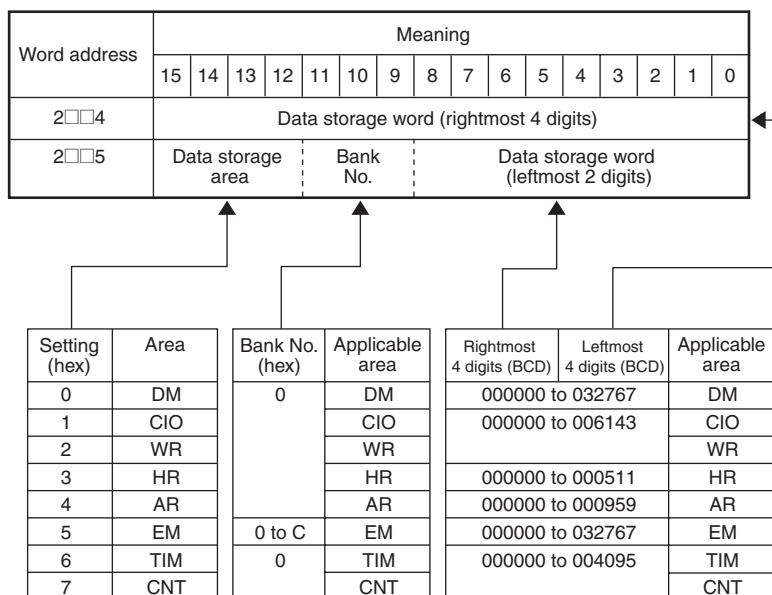 Word address
Meaning
15 14 13 12 11 10 9 8 7 6 5 4 3 2 1 0
2□□4 Data storage word (rightmost 4 digits)
2□□5 Data storage area Bank No. Data storage word (leftmost 2 digits)
Setting (hex) Area
0 DM
1 CIO
2 WR
3 HR
4 AR
5 EM
6 TIM
7 CNT
Bank No. (hex) Applicable area
0 DM
CIO
WR
HR
AR
0 to C EM
0 TIM
CNT
Rightmost 4 digits (BCD) Leftmost 4 digits (BCD) Applicable area
000000 to 032767 DM
000000 to 006143 CIO
WR
000000 to 000511 HR
000000 to 000959 AR
000000 to 032767 EM
000000 to 004095 TIM
CNT